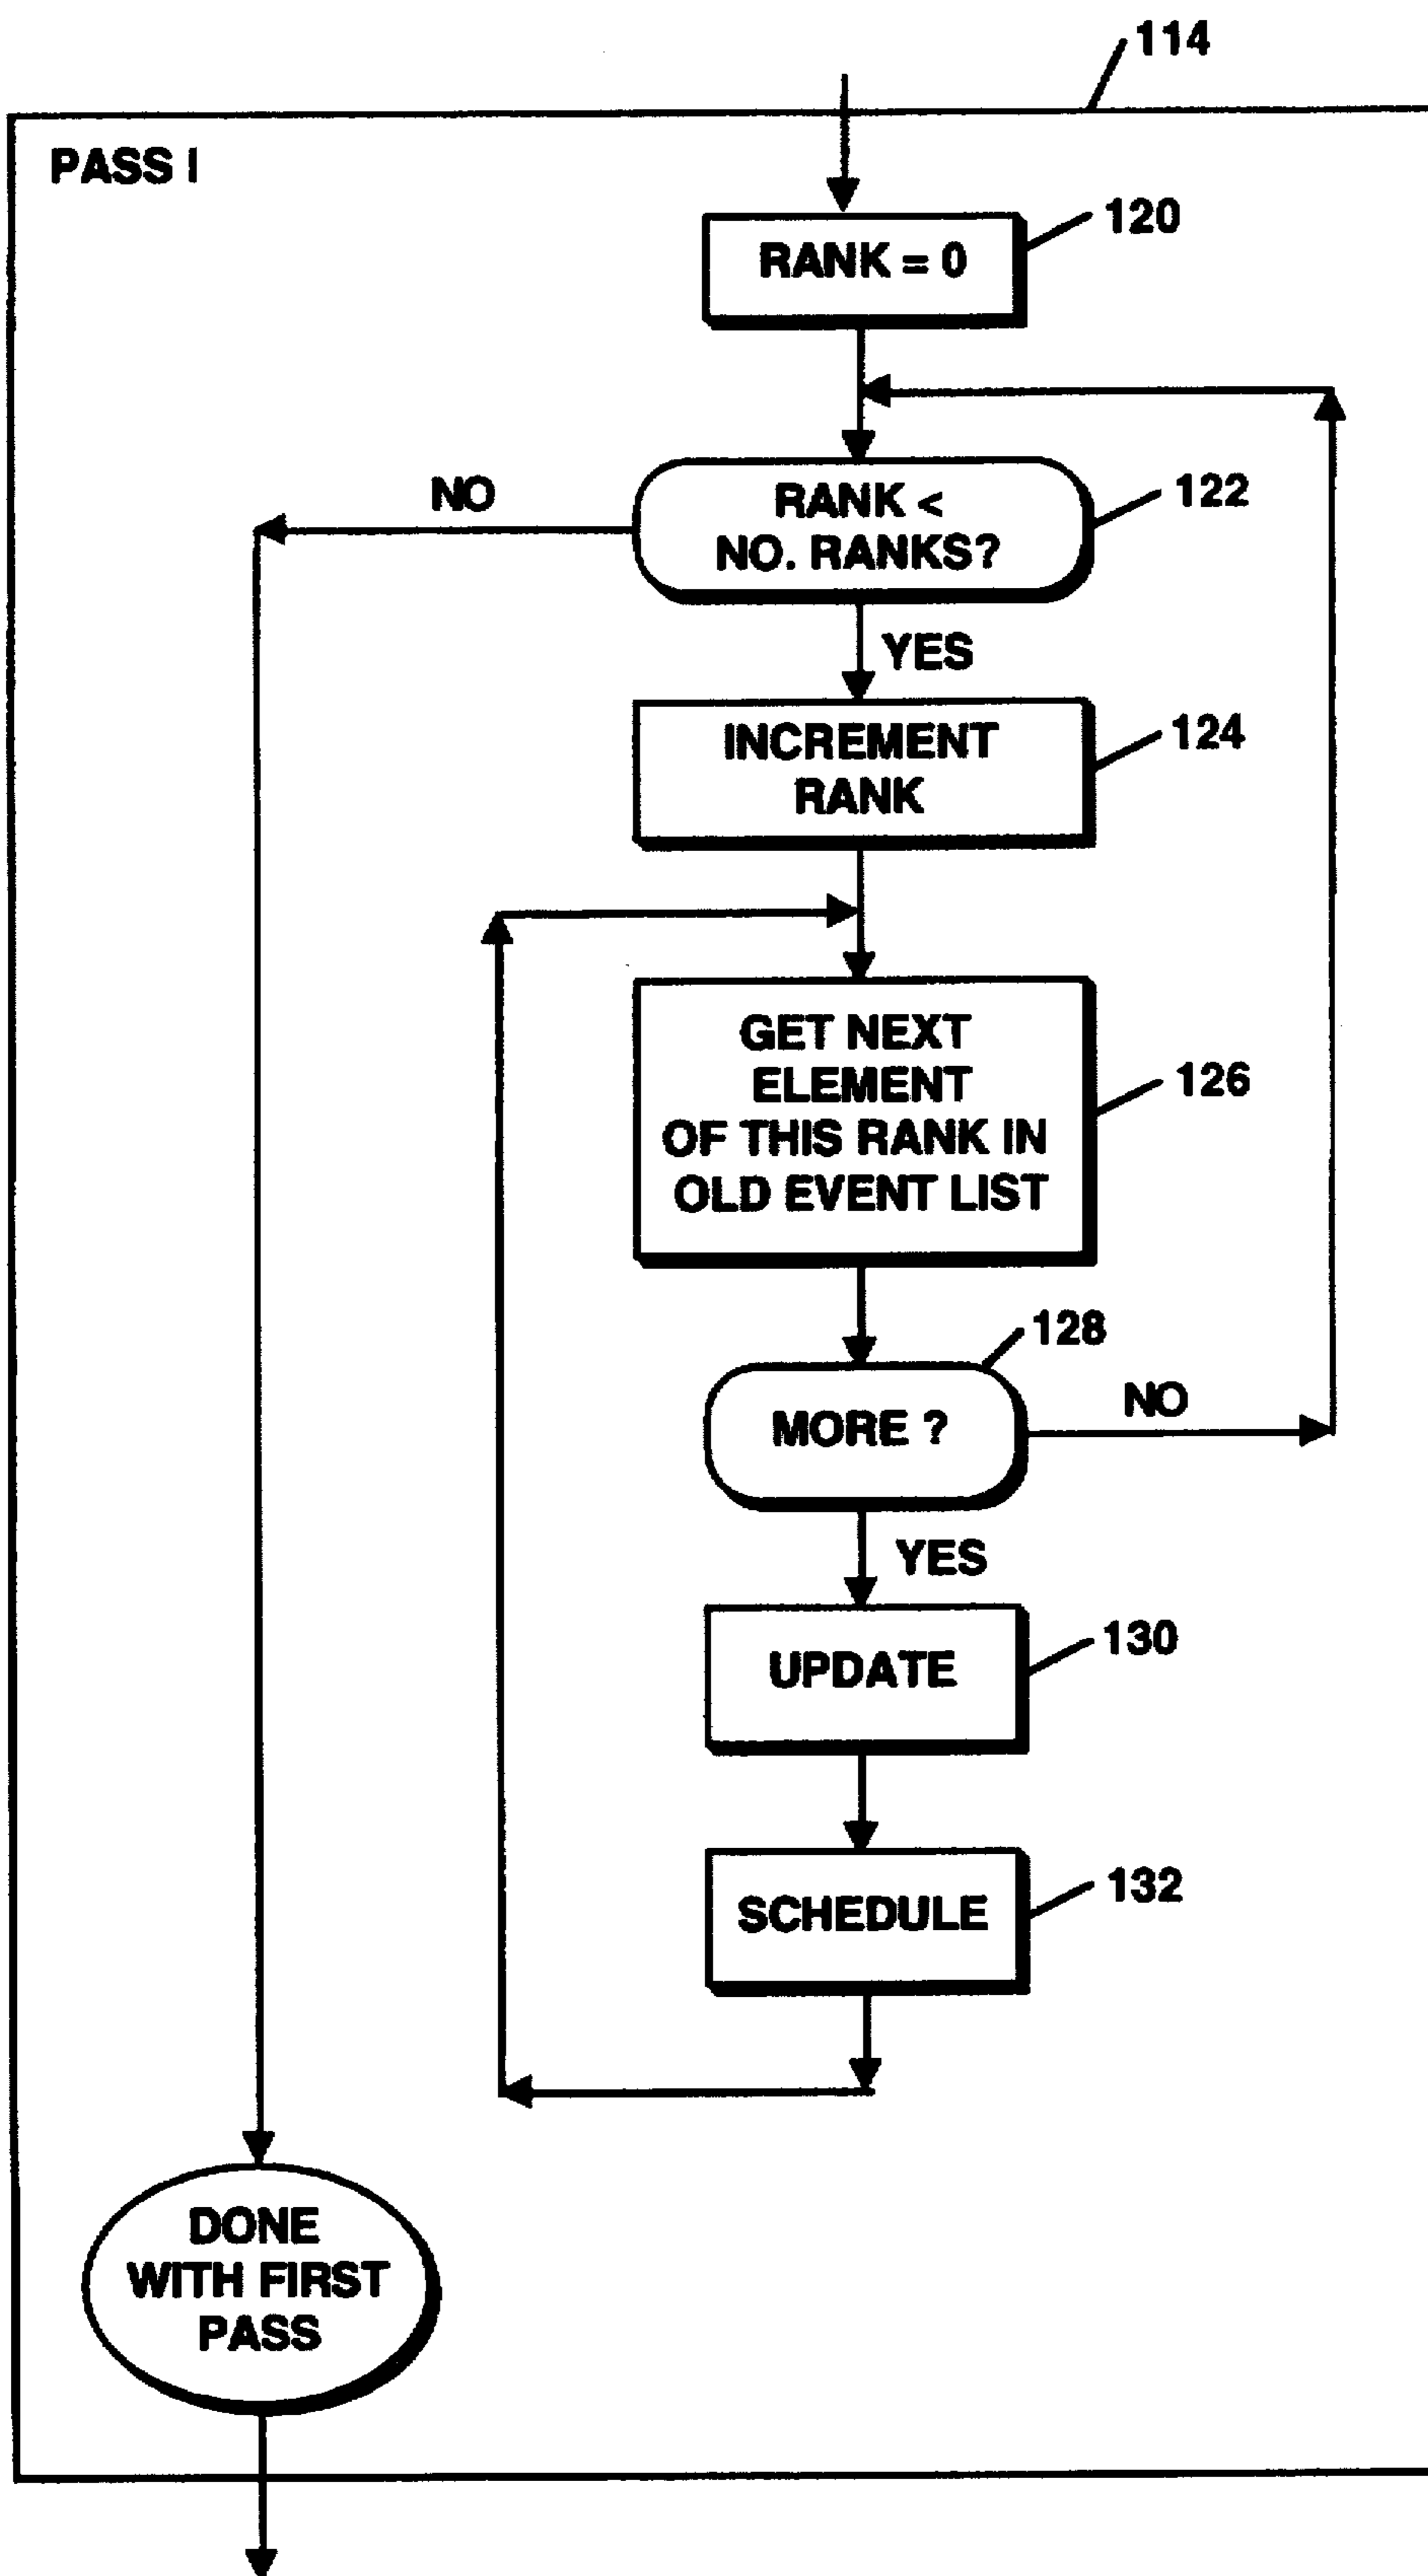 114
PASS I
120
RANK = 0
NO
RANK <
NO. RANKS?
122
YES
INCREMENT
RANK
124
GET NEXT
ELEMENT
OF THIS RANK IN
OLD EVENT LIST
126
128
MORE ?
NO
YES
UPDATE
130
SCHEDULE
132
DONE
WITH FIRST
PASS